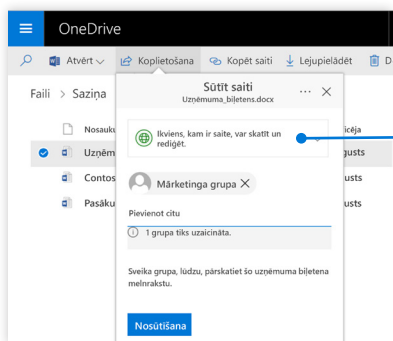 OneDrive
Atvērt Koplietošana Kopēt saiti Lejupielādēt D
Faili > Saziņa
Sūtīt saiti
Uzņēmuma_biļetens.docx
Ikviens, kam ir saite, var skatīt un
rediģēt.
Mārketinga grupa
Pievienot citu
1 grupa tiks uzaicināta.
Sveika grupa, lūdzu, pārskatiet šo uzņēmuma biļetena
melnrakstu.
Nosūtīšana
Nosauku
icēja
Uzņēm
gusts
Contos
usts
Pasāku
usts